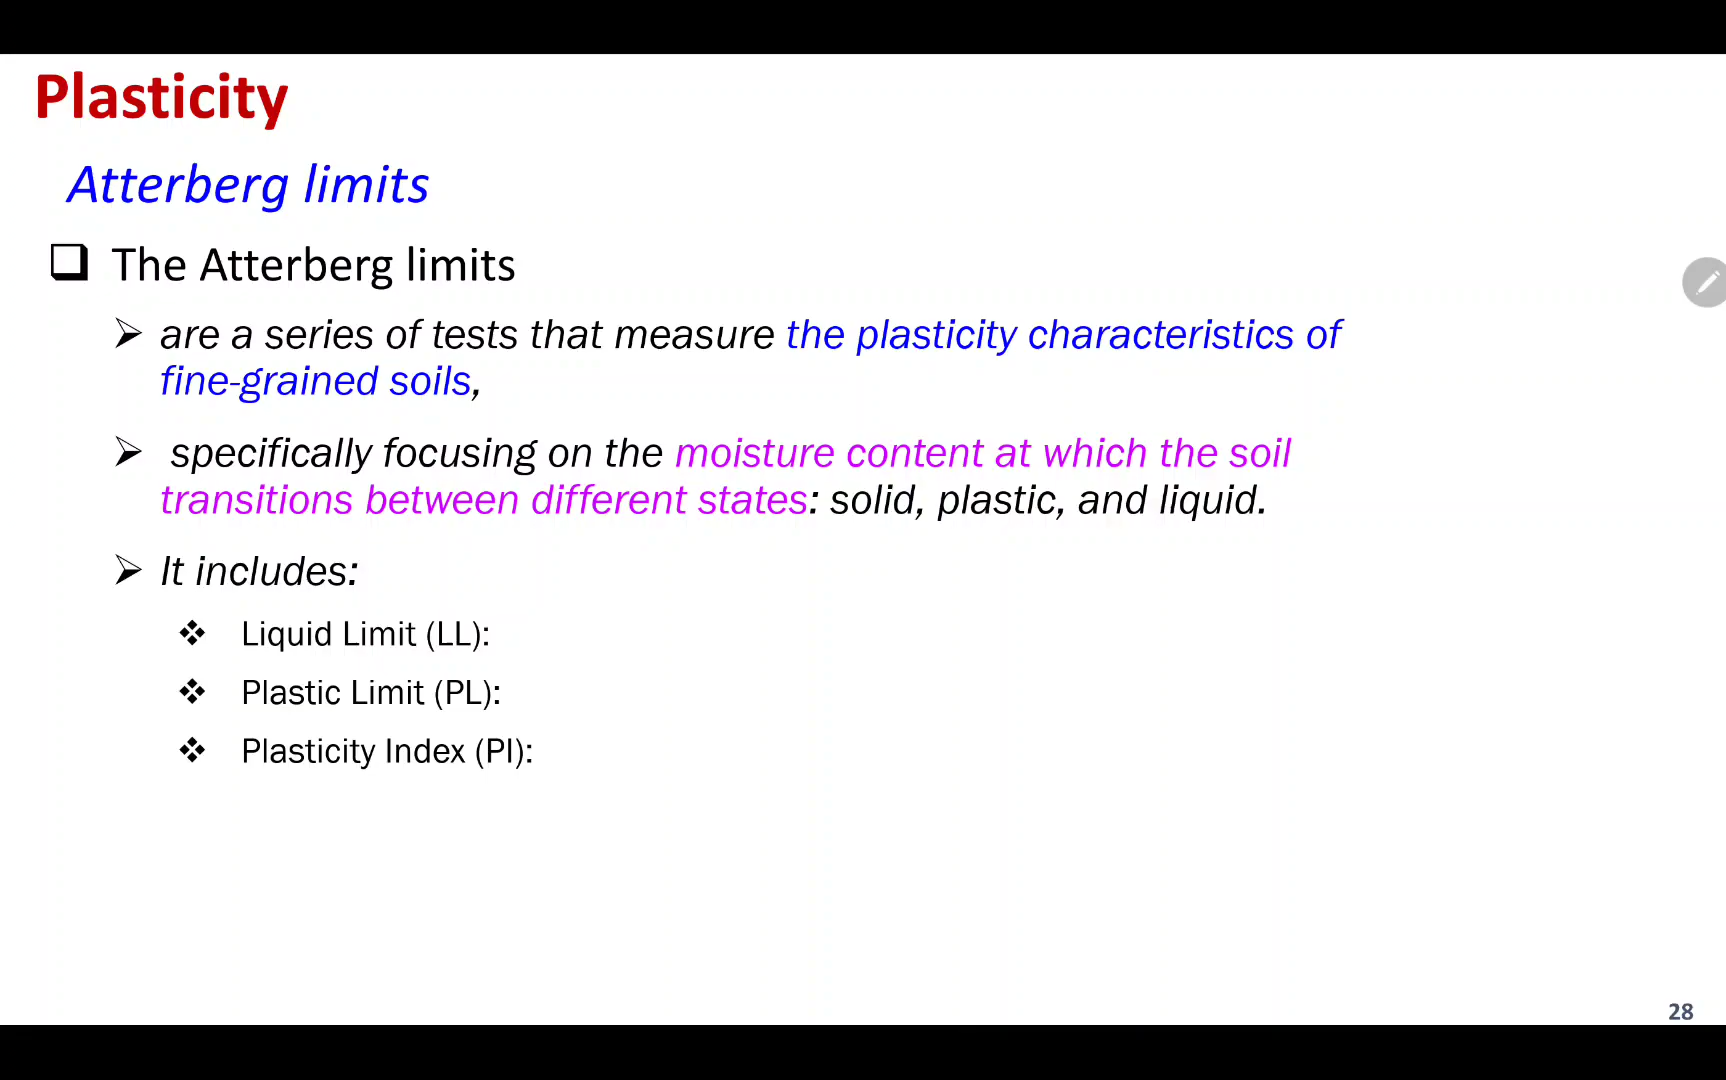 Plasticity
Atterberg limits
The Atterberg limits
are a series of tests that measure the plasticity characteristics of
fine-grained soils,
specifically focusing on the moisture content at which the soil
transitions between different states: solid, plastic, and liquid.
It includes:
Liquid Limit (LL):
Plastic Limit (PL):
Plasticity Index (PI):
28